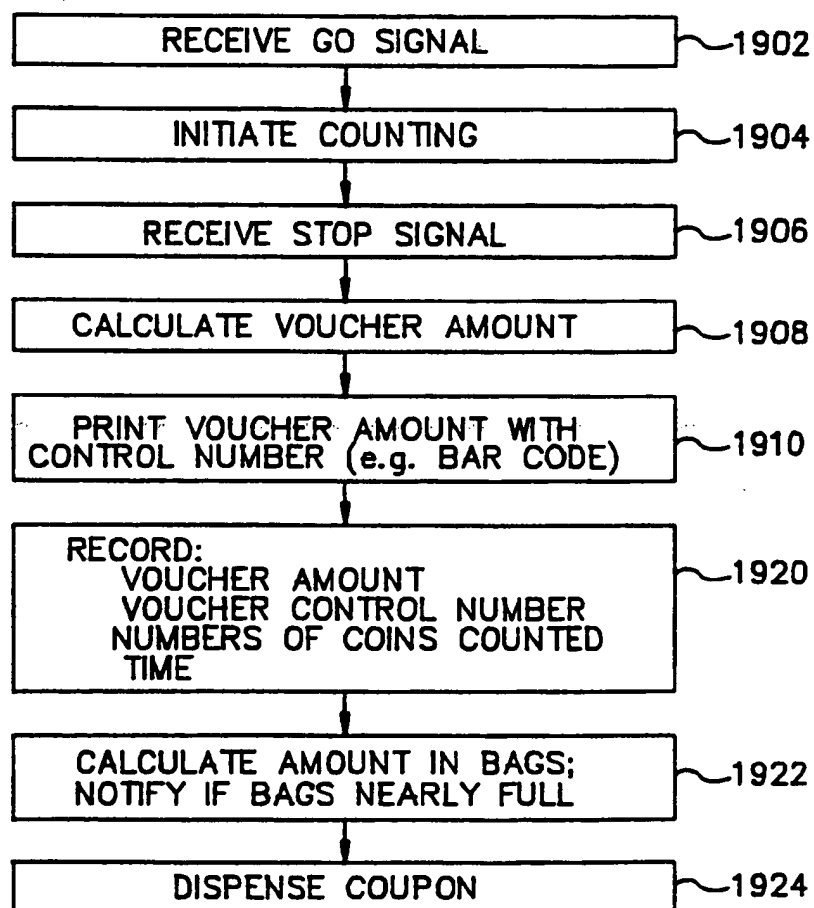 RECEIVE GO SIGNAL 1902
INITIATE COUNTING 1904
RECEIVE STOP SIGNAL 1906
CALCULATE VOUCHER AMOUNT 1908
PRINT VOUCHER AMOUNT WITH
CONTROL NUMBER (e.g. BAR CODE) 1910
RECORD: 1920
VOUCHER AMOUNT
VOUCHER CONTROL NUMBER
NUMBERS OF COINS COUNTED
TIME
CALCULATE AMOUNT IN BAGS;
NOTIFY IF BAGS NEARLY FULL 1922
DISPENSE COUPON 1924